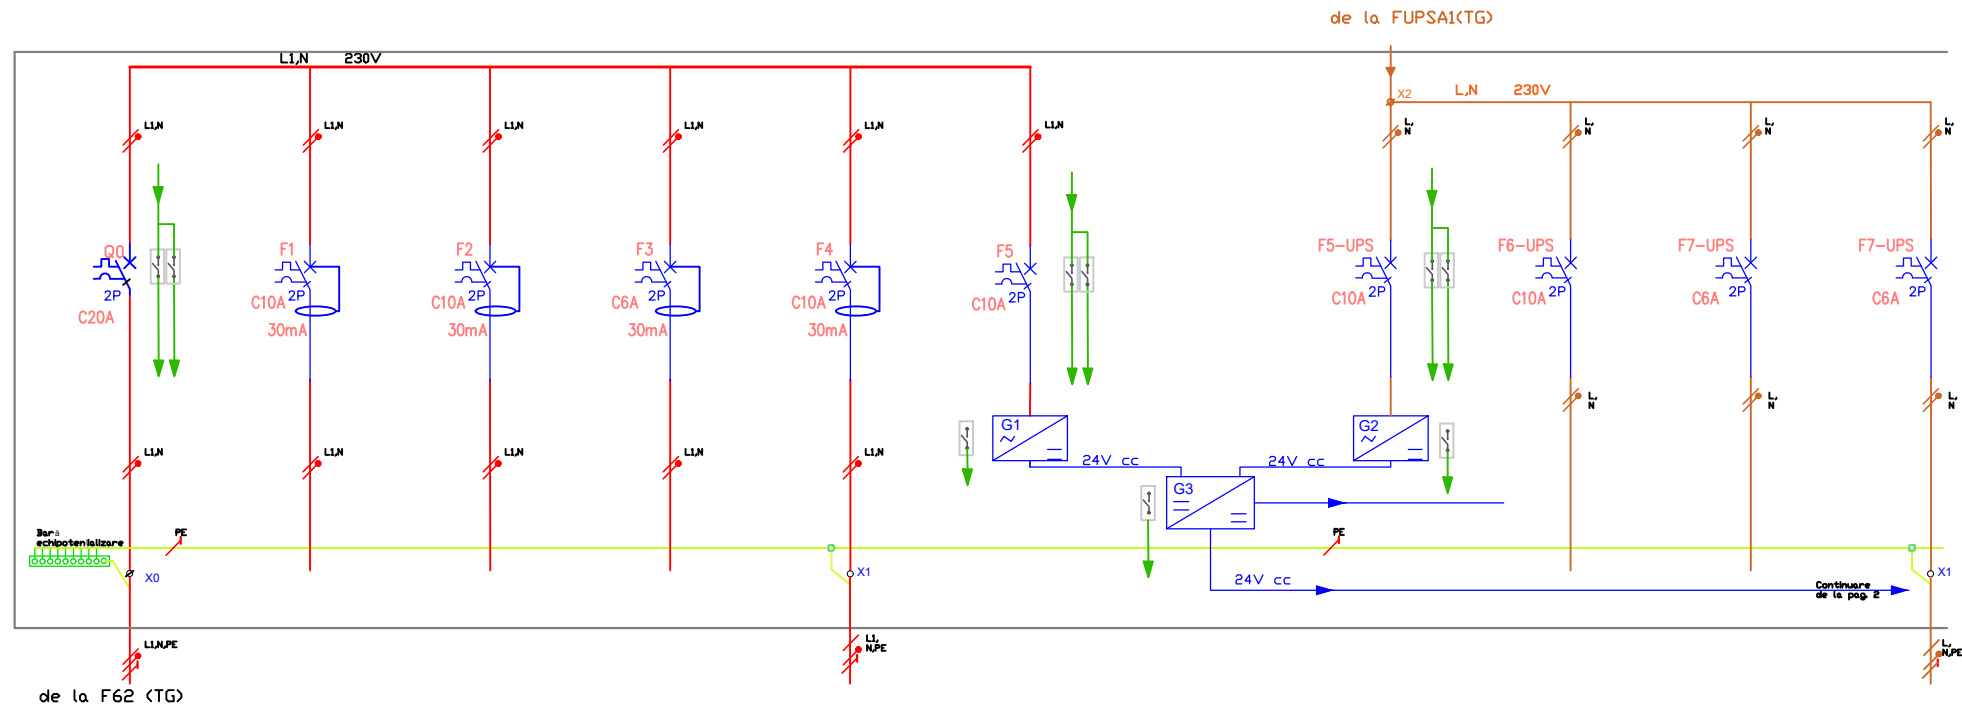 de la FUPSA1(TG)
L1,N 230V
X2 L,N 230V
L1,N L1,N L1,N L1,N L1,N L1,N
L, L, L, L,
N N N N
Q0 F1 F2 F3 F4 F5 F5-UPS F6-UPS F7-UPS F7-UPS
2P 2P 2P 2P 2P 2P 2P 2P 2P 2P
C20A C10A C10A C6A C10A C10A C10A C10A C6A C6A
30mA 30mA 30mA 30mA
L, L, L,
N N N
G1 G2
L1,N L1,N L1,N L1,N L1,N
24V cc 24V cc
G3
Bară PE PE
echipotenializare
X0 X1 X1
24V cc
Continuare
de la pag. 2
L1,N,PE
L1, L,
N,PE N,PE
de la F62 (TG)